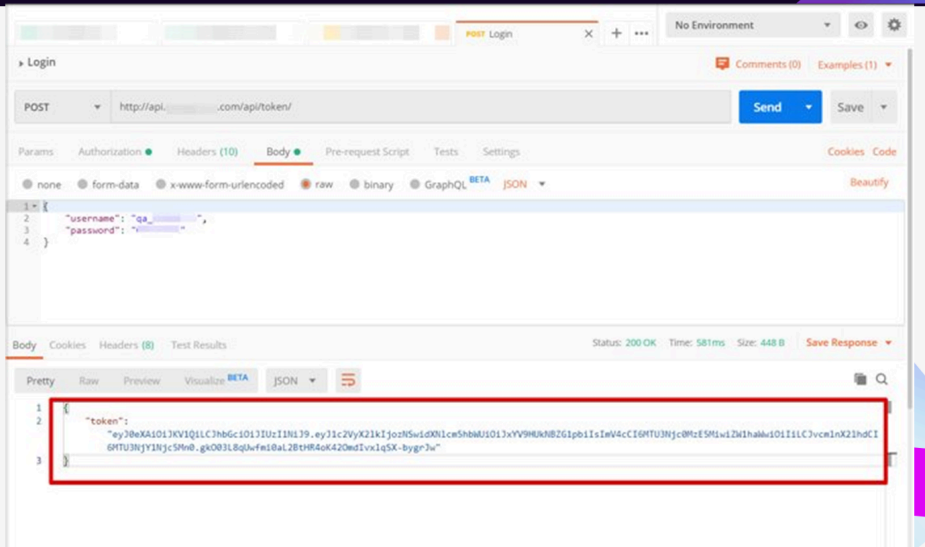 POST Login × + ••• No Environment
Login Comments (0) Examples (1)
POST http://api. .com/api/token/ Send Save
Params Authorization Headers (10) Body Pre-request Script Tests Settings Cookies Code
none form-data x-www-form-urlencoded raw binary GraphQL BETA JSON Beautify
1 {
2 "username": "qa_ ",
3 "password": " "
4 }
Body Cookies Headers (8) Test Results Status: 200 OK Time: 581ms Size: 448 B Save Response
Pretty Raw Preview Visualize BETA JSON
1 {
2 "token":
3 }